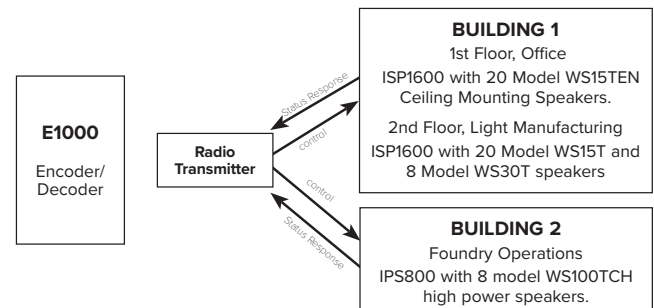 E1000
Encoder/
Decoder
Radio
Transmitter
Status Response
control
control
Status Response
BUILDING 1
1st Floor, Office
ISP1600 with 20 Model WS15TEN
Ceiling Mounting Speakers.
2nd Floor, Light Manufacturing
ISP1600 with 20 Model WS15T and
8 Model WS30T speakers
BUILDING 2
Foundry Operations
IPS800 with 8 model WS100TCH
high power speakers.